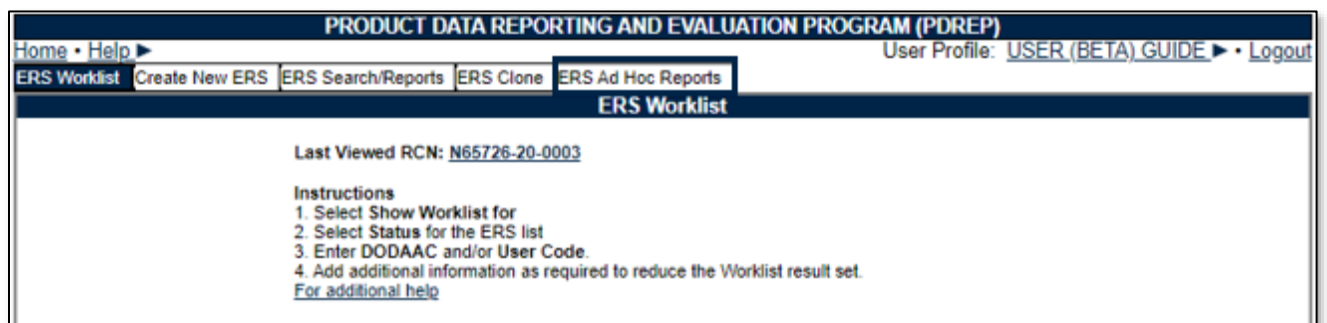 PRODUCT DATA REPORTING AND EVALUATION PROGRAM (PDREP)
Home • Help ▶ User Profile: USER (BETA) GUIDE ▶ • Logout
ERS Worklist Create New ERS ERS Search/Reports ERS Clone ERS Ad Hoc Reports
ERS Worklist
Last Viewed RCN: N65726-20-0003
Instructions
1. Select Show Worklist for
2. Select Status for the ERS list
3. Enter DODAAC and/or User Code.
4. Add additional information as required to reduce the Worklist result set.
For additional help